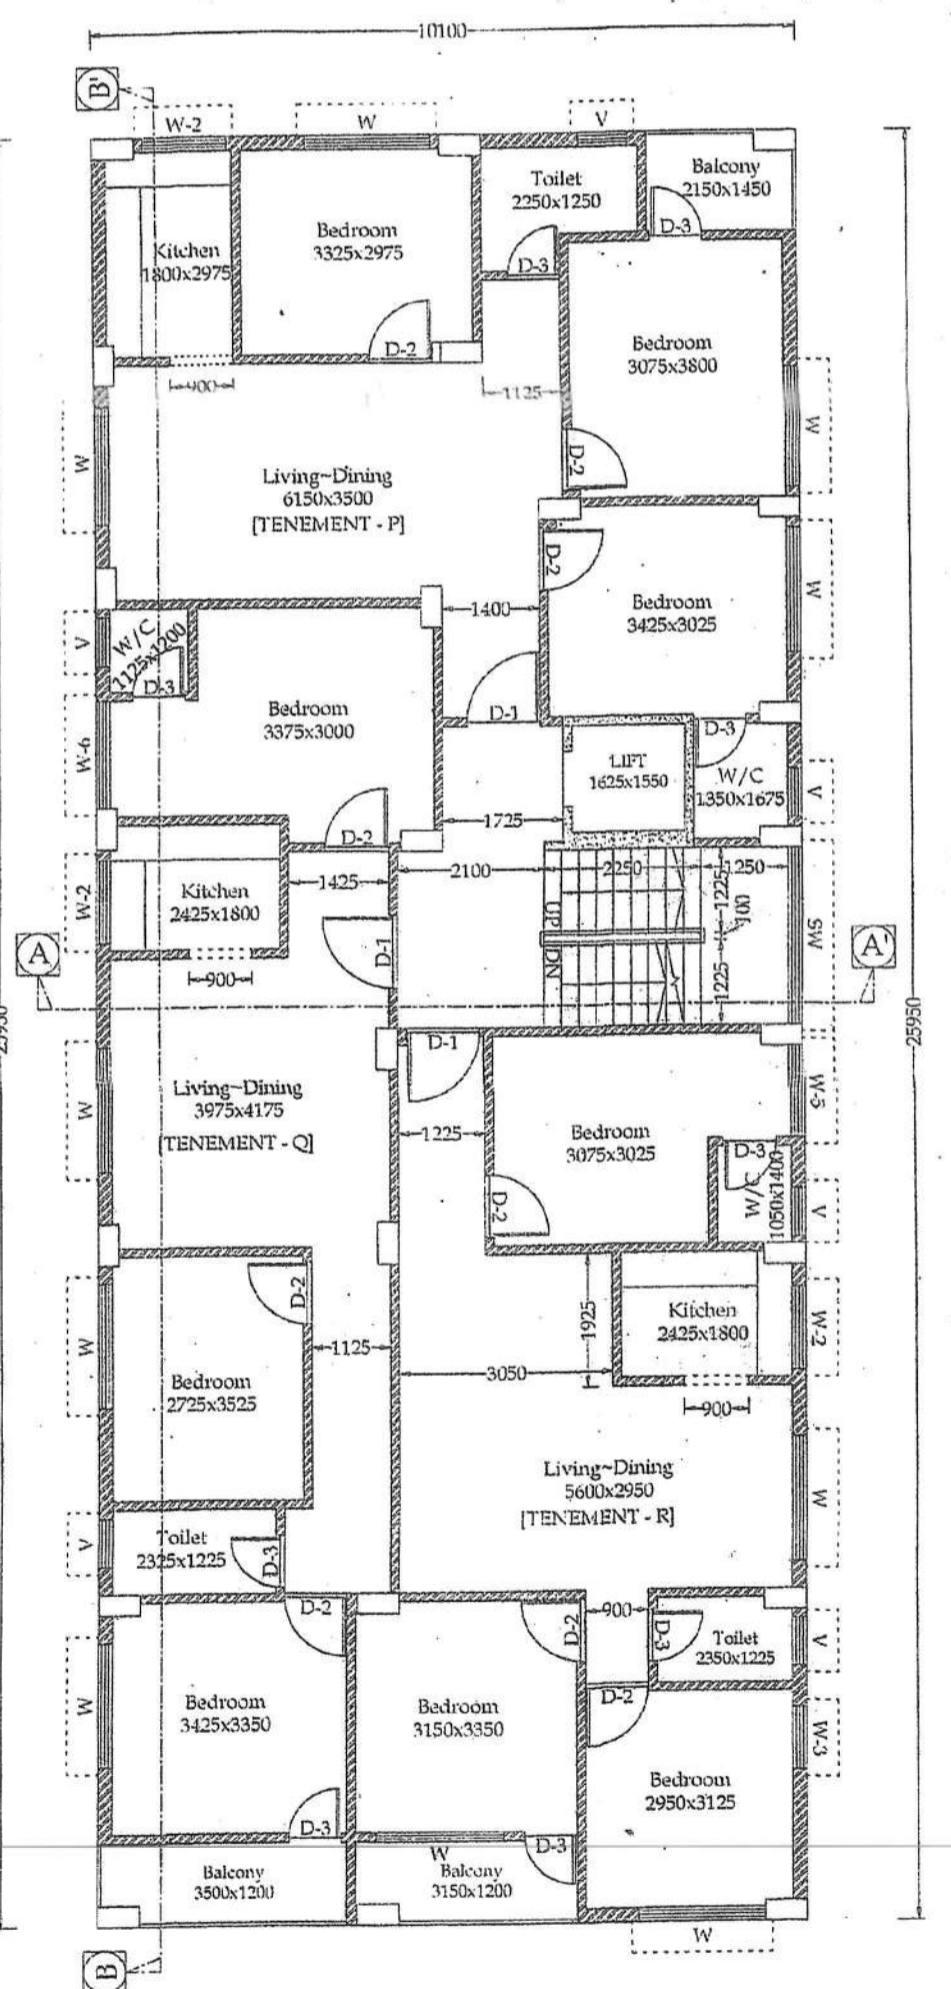 10100
B'
W-2
W
V
Balcony
2150x1450
Toilet
2250x1250
D-3
Kitchen
1800x2975
Bedroom
3325x2975
D-3
D-2
Bedroom
3075x3800
900
1125
W
W
D-2
Living~Dining
6150x3500
[TENEMENT - P]
D-2
W
Bedroom
3425x3025
1400
V
W/C
1125x1200
D-3
Bedroom
3375x3000
D-1
D-3
W-6
LIFT
1625x1550
W/C
1350x1675
V
D-2
1725
2100
2250
1250
1425
1225
100
1225
W-2
Kitchen
2425x1800
UP
DN
SW
D-1
A
A'
900
25950
25950
D-1
W
Living~Dining
3975x4175
[TENEMENT - Q]
1225
Bedroom
3075x3025
W-5
D-3
W/C
1050x1400
V
D-2
D-2
W
1925
Kitchen
2425x1800
W-2
1125
3050
900
Bedroom
2725x3525
Living~Dining
5600x2950
[TENEMENT - R]
W
V
Toilet
2325x1225
D-3
D-2
D-2
900
D-3
Toilet
2350x1225
V
W
Bedroom
3425x3350
Bedroom
3150x3350
D-2
W-3
Bedroom
2950x3125
D-3
W
D-3
Balcony
3500x1200
Balcony
3150x1200
W
B